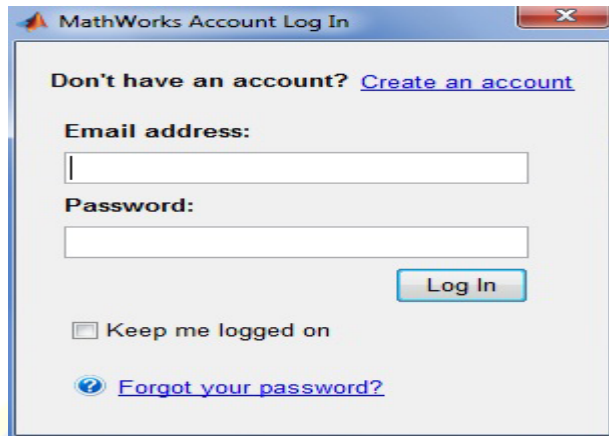 MathWorks Account Log In
Don't have an account? Create an account
Email address:
Password:
Log In
Keep me logged on
Forgot your password?